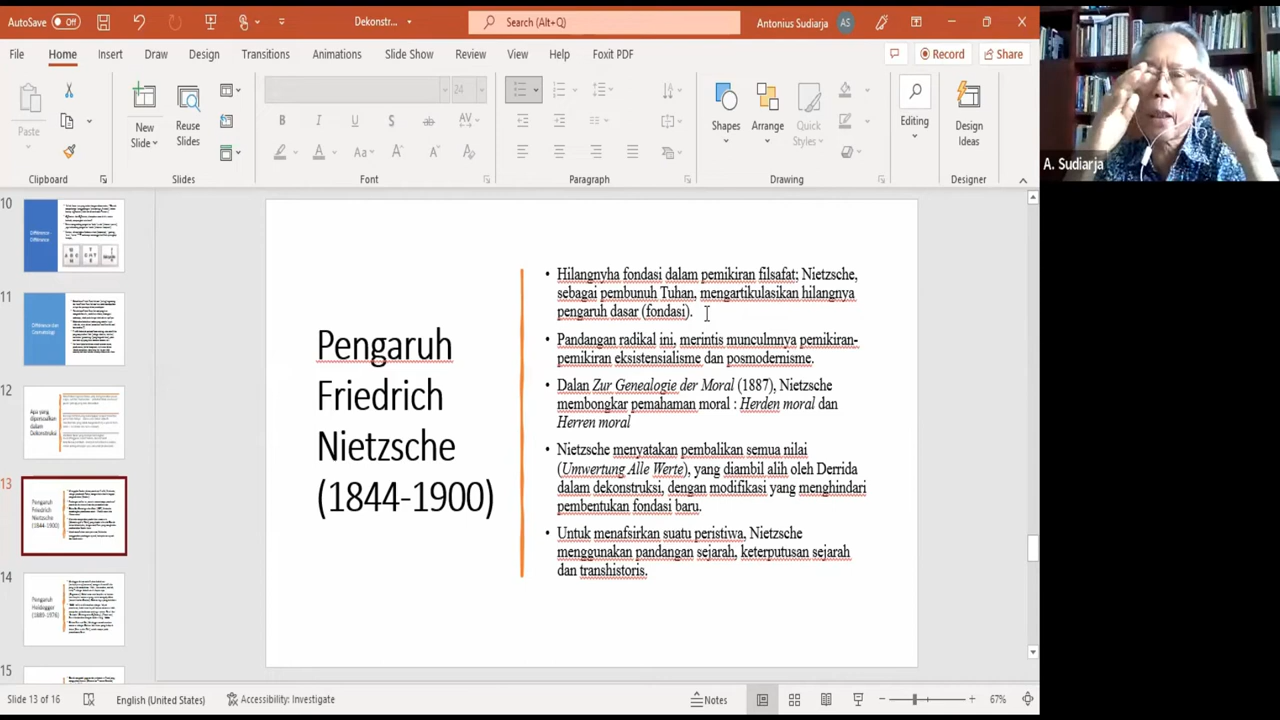 AutoSave
Off
Dekonstr...
Search (Alt+Q)
Antonius Sudiarja
AS
File
Home
Insert
Draw
Design
Transitions
Animations
Slide Show
Review
View
Help
Foxit PDF
Record
Share
Paste
New
Slide
Reuse
Slides
24
Shapes
Arrange
Quick
Styles
Editing
Design
Ideas
Clipboard
Slides
Font
Paragraph
Drawing
Designer
A. Sudiarja
10
11
12
13
14
15
Pengaruh
Friedrich
Nietzsche
(1844-1900)
• Hilangnyha fondasi dalam pemikiran filsafat; Nietzsche,
sebagai pembunuh Tuhan, mengartikulasikan hilangnya
pengaruh dasar (fondasi).
• Pandangan radikal ini, merintis munculmnya pemikiran-
pemikiran eksistensialisme dan posmodernisme.
• Dalan Zur Genealogie der Moral (1887), Nietzsche
membongkar pemahaman moral : Herden moral dan
Herren moral
• Nietzsche menyatakan pembalikan semua nilai
(Umwertung Alle Werte), yang diambil alih oleh Derrida
dalam dekonstruksi, dengan modifikasi yang menghindari
pembentukan fondasi baru.
• Untuk menafsirkan suatu peristiwa, Nietzsche
menggunakan pandangan sejarah, keterputusan sejarah
dan transhistoris.
Slide 13 of 16
English (United States)
Accessibility: Investigate
Notes
67%